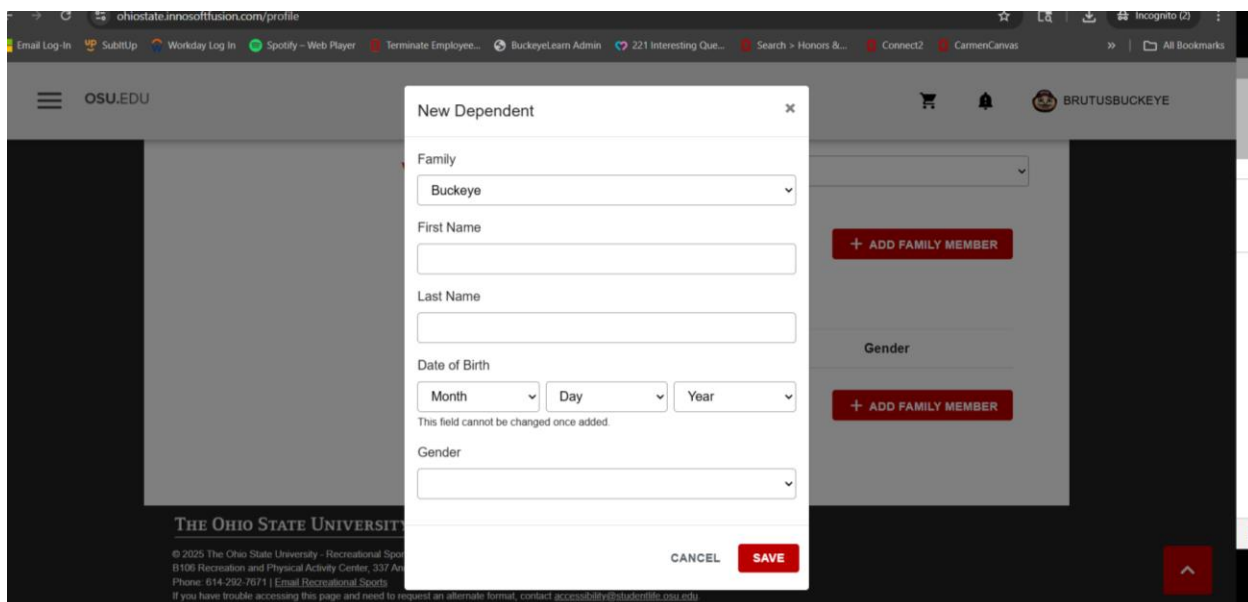 ohiostate.innosoftfusion.com/profile
Incognito (2)
Email Log-In
SubItUp
Workday Log In
Spotify – Web Player
Terminate Employee...
BuckeyeLearn Admin
221 Interesting Que...
Search > Honors &...
Connect2
CarmenCanvas
»
All Bookmarks
OSU.EDU
BRUTUSBUCKEYE
New Dependent
×
Family
Buckeye
First Name
Last Name
Date of Birth
Month
Day
Year
This field cannot be changed once added.
Gender
CANCEL
SAVE
+ ADD FAMILY MEMBER
Gender
+ ADD FAMILY MEMBER
THE OHIO STATE UNIVERSITY
© 2025 The Ohio State University - Recreational
B106 Recreation and Physical Activity Center, 337
Phone: 614-292-7671 | Email Recreational Sports
If you have trouble accessing this page and need to request an alternate format, contact accessibility@studentlife.osu.edu.